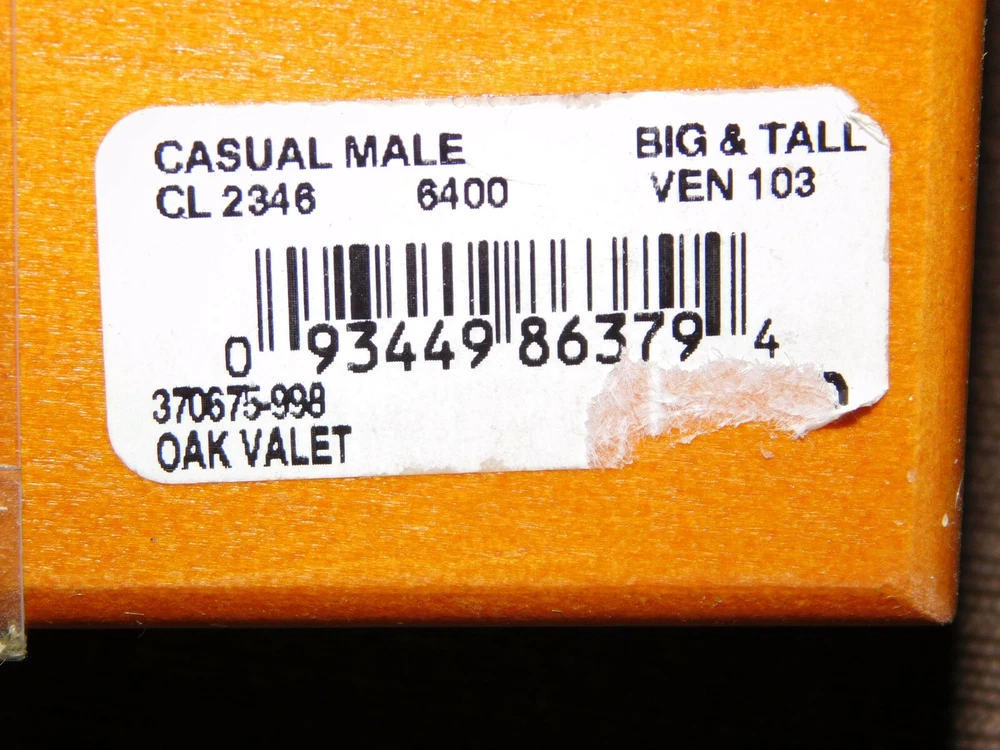 CASUAL MALE BIG & TALL
CL 2346 6400 VEN 103
0 93449 86379 4
370675-998
OAK VALET